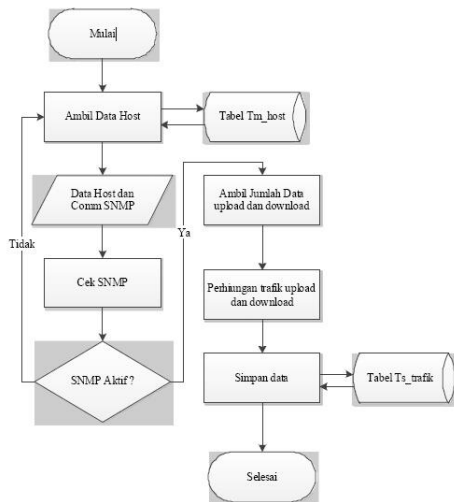 Mulai
Ambil Data Host
Tabel Tm_host
Data Host dan
Comm SNMP
Tidak
Cek SNMP
SNMP Aktif ?
Ya
Ambil Jumlah Data
upload dan download
Perhiungan trafik upload
dan download
Simpan data
Tabel Ts_trafik
Selesai